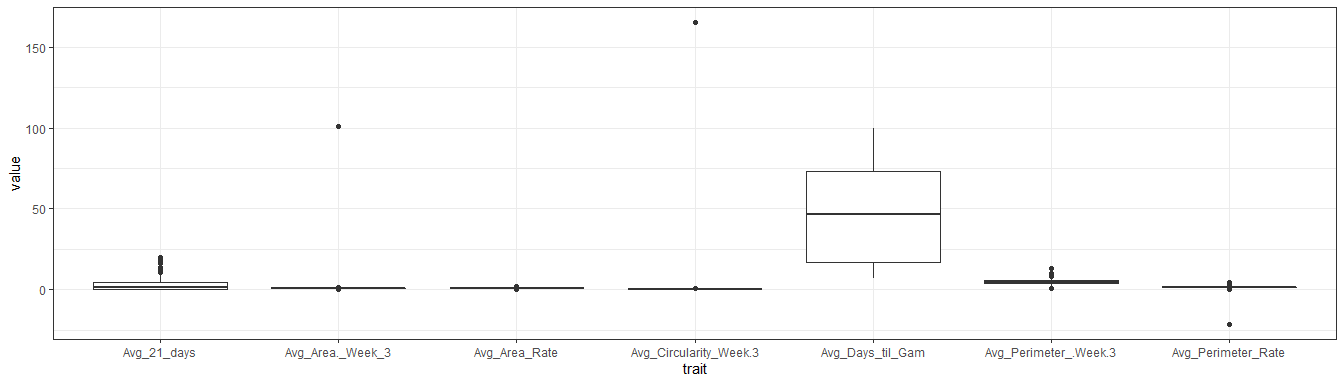 150
100
50
0
value
Avg_21_days Avg_Area._Week_3 Avg_Area_Rate Avg_Circularity_Week.3 Avg_Days_til_Gam Avg_Perimeter_.Week.3 Avg_Perimeter_Rate
trait